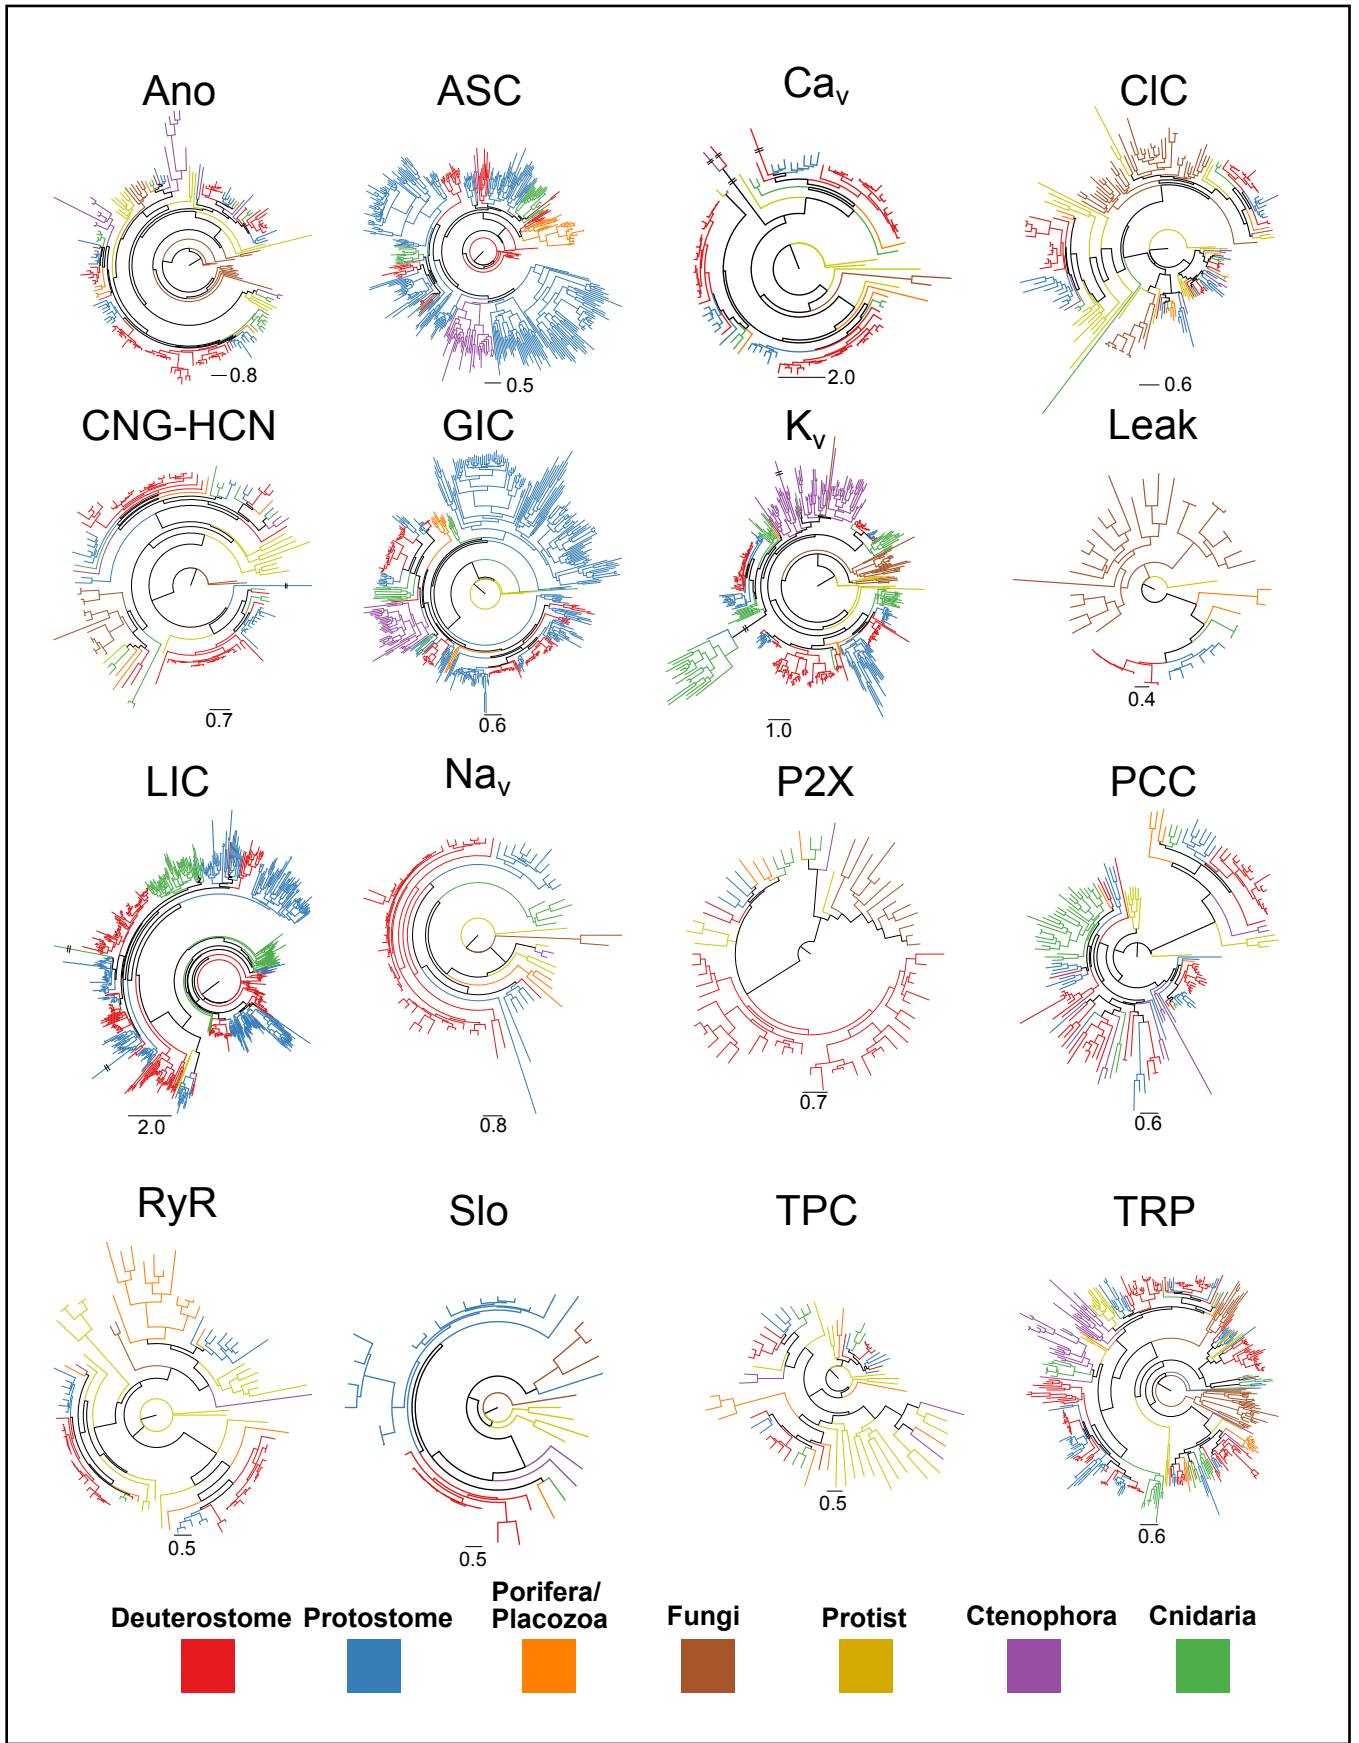 Ano
ASC
Cav
ClC
0.8
0.5
2.0
0.6
CNG-HCN
GIC
Kv
Leak
0.7
0.6
1.0
0.4
LIC
Nav
P2X
PCC
2.0
0.8
0.7
0.6
RyR
Slo
TPC
TRP
0.5
0.5
0.5
0.6
Deuterostome
Protostome
Porifera/
Placozoa
Fungi
Protist
Ctenophora
Cnidaria